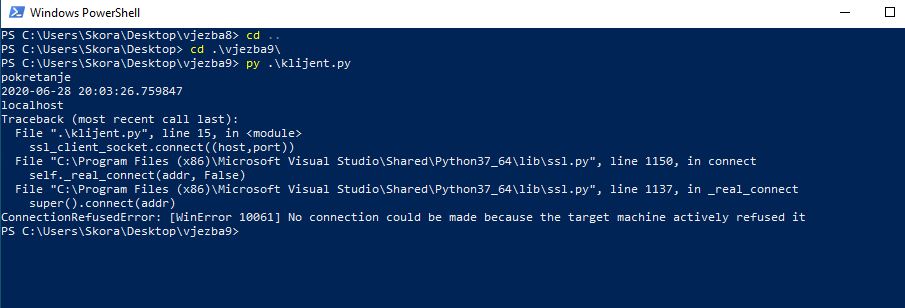 Windows PowerShell
PS C:\Users\Skora\Desktop\vjezba8> cd ..
PS C:\Users\Skora\Desktop> cd .\vjezba9\
PS C:\Users\Skora\Desktop\vjezba9> py .\klijent.py
pokretanje
2020-06-28 20:03:26.759847
localhost
Traceback (most recent call last):
  File ".\klijent.py", line 15, in <module>
    ssl_client_socket.connect((host,port))
  File "C:\Program Files (x86)\Microsoft Visual Studio\Shared\Python37_64\lib\ssl.py", line 1150, in connect
    self._real_connect(addr, False)
  File "C:\Program Files (x86)\Microsoft Visual Studio\Shared\Python37_64\lib\ssl.py", line 1137, in _real_connect
    super().connect(addr)
ConnectionRefusedError: [WinError 10061] No connection could be made because the target machine actively refused it
PS C:\Users\Skora\Desktop\vjezba9>